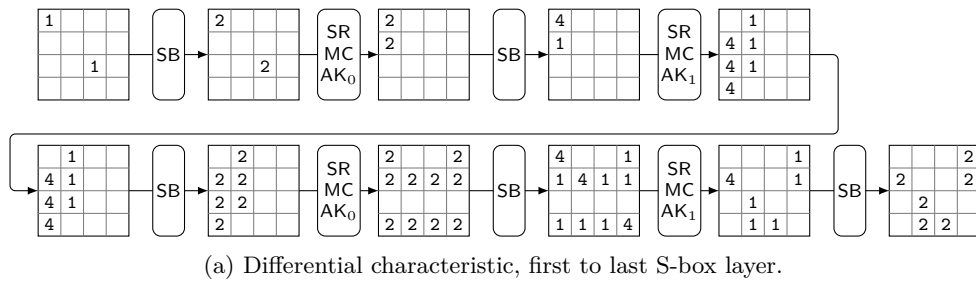 1 2 2 4 1
SR SR
2 1 4 1
SB MC SB MC
1 2 4 1
AK₀ AK₁
4
1 2 2 2 4 1 1 2
SR SR
4 1 2 2 2 2 2 2 1 4 1 1 4 1 2 2
SB MC SB MC SB
4 1 2 2 1 2
AK₀ AK₁
4 2 2 2 2 2 1 1 1 4 1 1 2 2
(a) Differential characteristic, first to last S-box layer.